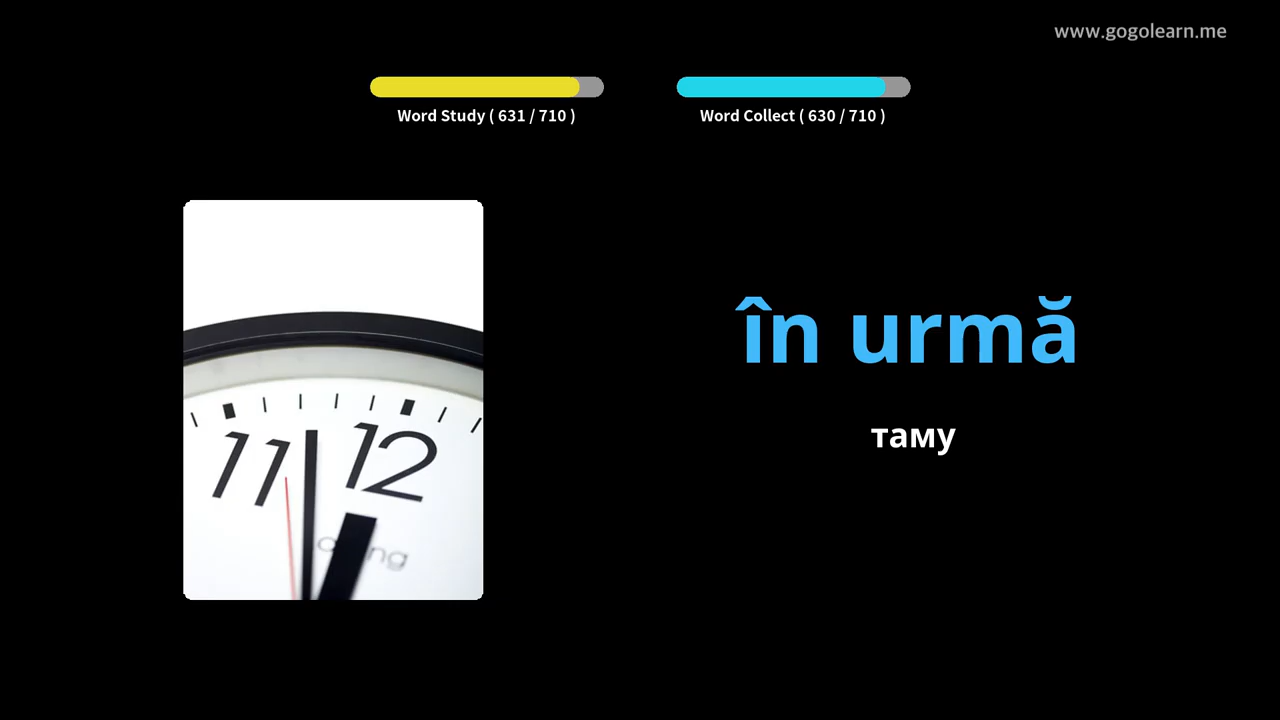 www.gogolearn.me
Word Study ( 631 / 710 )
Word Collect ( 630 / 710 )
în urmă
таму
11
12